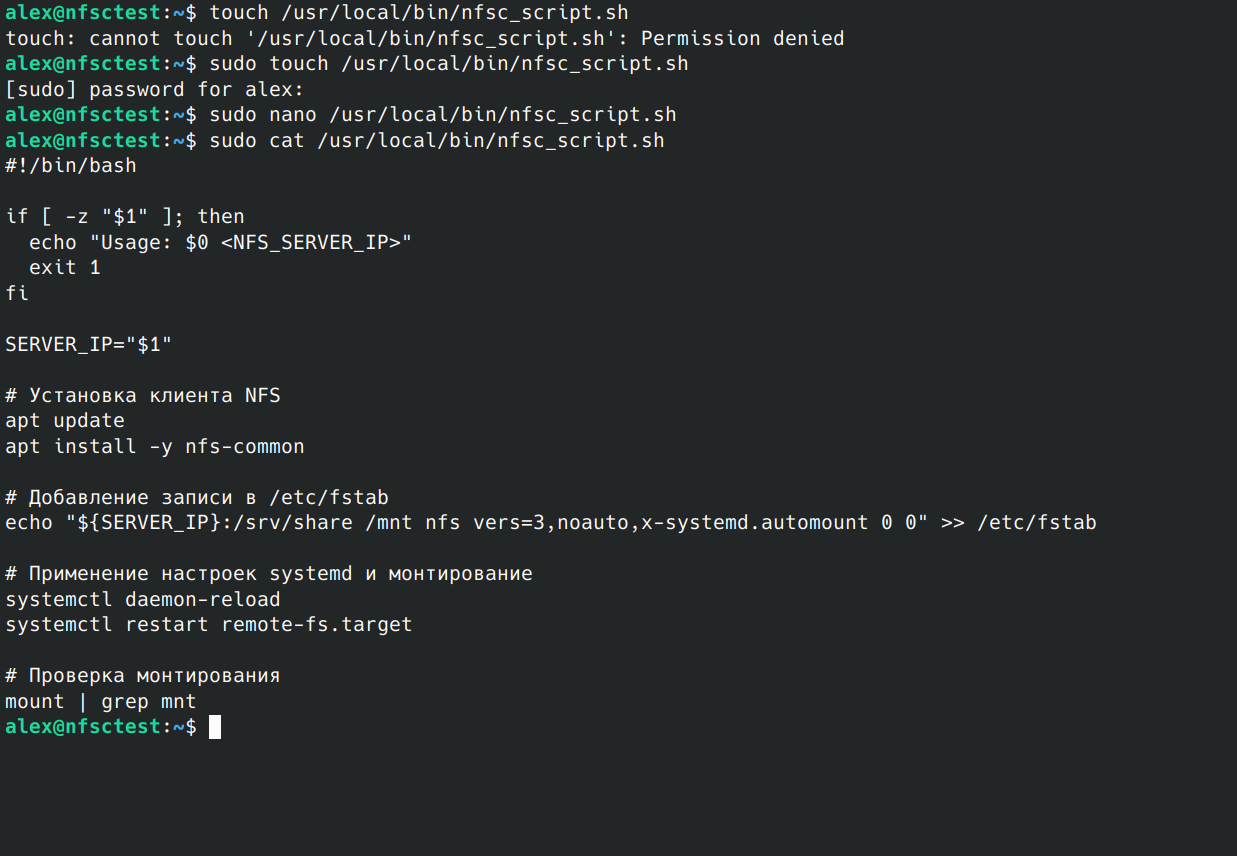 alex@nfsctest:~$ touch /usr/local/bin/nfsc_script.sh
touch: cannot touch '/usr/local/bin/nfsc_script.sh': Permission denied
alex@nfsctest:~$ sudo touch /usr/local/bin/nfsc_script.sh
[sudo] password for alex:
alex@nfsctest:~$ sudo nano /usr/local/bin/nfsc_script.sh
alex@nfsctest:~$ sudo cat /usr/local/bin/nfsc_script.sh
#!/bin/bash

if [ -z "$1" ]; then
  echo "Usage: $0 <NFS_SERVER_IP>"
  exit 1
fi

SERVER_IP="$1"

# Установка клиента NFS
apt update
apt install -y nfs-common

# Добавление записи в /etc/fstab
echo "${SERVER_IP}:/srv/share /mnt nfs vers=3,noauto,x-systemd.automount 0 0" >> /etc/fstab

# Применение настроек systemd и монтирование
systemctl daemon-reload
systemctl restart remote-fs.target

# Проверка монтирования
mount | grep mnt
alex@nfsctest:~$